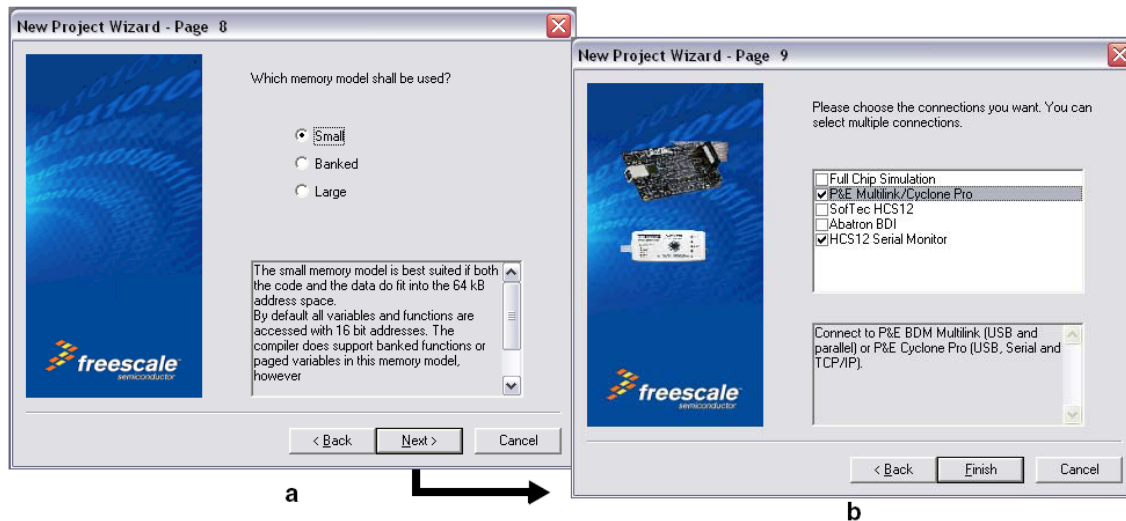 New Project Wizard - Page 8
Which memory model shall be used?
Small
Banked
Large
The small memory model is best suited if both
the code and the data do fit into the 64 kB
address space.
By default all variables and functions are
accessed with 16 bit addresses. The
compiler does support banked functions or
paged variables in this memory model,
however
freescale
semiconductor
< Back
Next >
Cancel
a
New Project Wizard - Page 9
Please choose the connections you want. You can
select multiple connections.
Full Chip Simulation
P&E Multilink/Cyclone Pro
SofTec HCS12
Abatron BDI
HCS12 Serial Monitor
Connect to P&E BDM Multilink (USB and
parallel) or P&E Cyclone Pro (USB, Serial and
TCP/IP).
freescale
semiconductor
< Back
Finish
Cancel
b